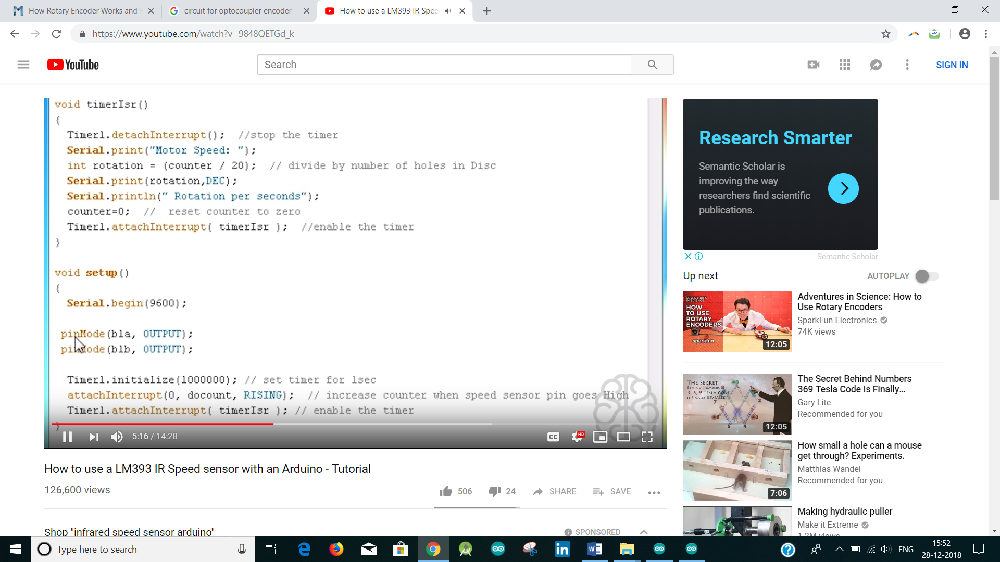 How Rotary Encoder Works and
circuit for optocoupler encoder -
How to use a LM393 IR Spee
https://www.youtube.com/watch?v=9848QETGd_k
YouTube
Search
SIGN IN
void timerIsr()
{
Timer1.detachInterrupt(); //stop the timer
Serial.print("Motor Speed: ");
int rotation = (counter / 20); // divide by number of holes in Disc
Serial.print(rotation,DEC);
Serial.println(" Rotation per seconds");
counter=0; // reset counter to zero
Timer1.attachInterrupt( timerIsr ); //enable the timer
}
void setup()
{
Serial.begin(9600);
pinMode(b1a, OUTPUT);
pinMode(b1b, OUTPUT);
Timer1.initialize(1000000); // set timer for 1sec
attachInterrupt(0, docount, RISING); // increase counter when speed sensor pin goes High
Timer1.attachInterrupt( timerIsr ); // enable the timer
}
5:16 / 14:28
CC
HD
How to use a LM393 IR Speed sensor with an Arduino - Tutorial
126,600 views
506
24
SHARE
SAVE
Shop "infrared speed sensor arduino"
SPONSORED
Research Smarter
Semantic Scholar is
improving the way
researchers find scientific
publications.
Semantic Scholar
Up next
AUTOPLAY
ADVENTURES
IN SCIENCE
HOW
TO USE
ROTARY
ENCODERS
sparkfun
12:05
Adventures in Science: How to
Use Rotary Encoders
SparkFun Electronics
74K views
THE SECRET
BEHIND NUMBERS
3, 6, 9 TESLA CODE
IS FINALLY REVEALED
12:05
The Secret Behind Numbers
369 Tesla Code Is Finally...
Gary Lite
Recommended for you
7:06
How small a hole can a mouse
get through? Experiments.
Matthias Wandel
Recommended for you
Making hydraulic puller
Make it Extreme
1.2M views
Type here to search
ENG
15:52
28-12-2018